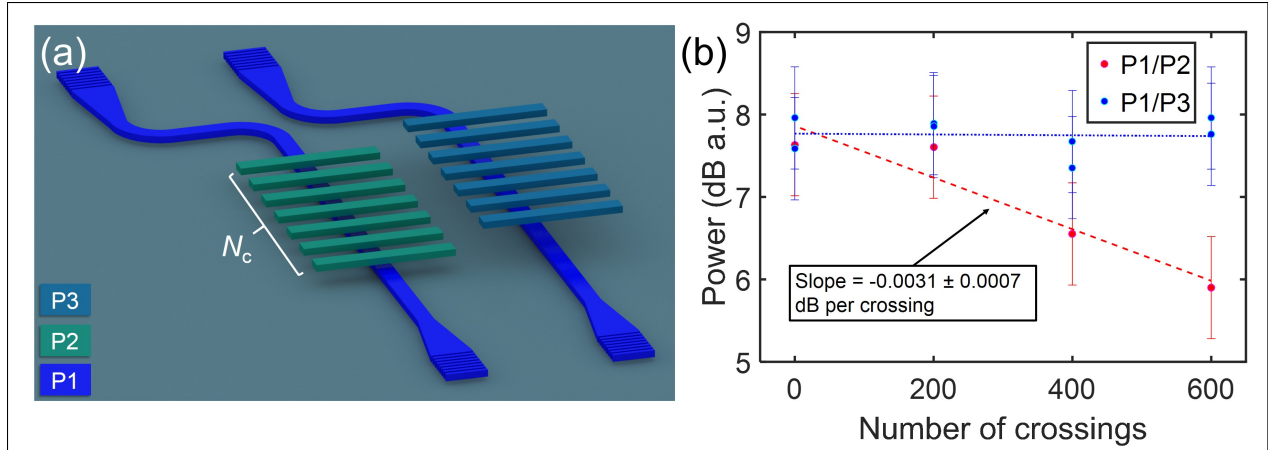 (a)
N_c
P3
P2
P1
(b)
9
8
7
6
5
Power (dB a.u.)
P1/P2
P1/P3
Slope = -0.0031 ± 0.0007
dB per crossing
0 200 400 600
Number of crossings